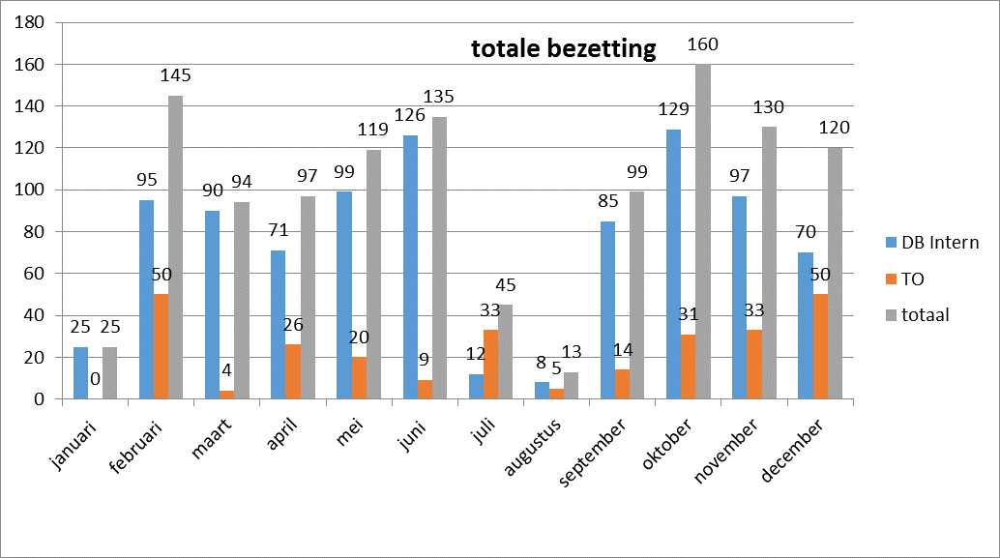 totale bezetting
180
160
140
120
100
80
60
40
20
0
25 0 25
95 50 145
90 4 94
71 26 97
99 20 119
126 9 135
12 33 45
8 5 13
85 14 99
129 31 160
97 33 130
70 50 120
januari
februari
maart
april
mei
juni
juli
augustus
september
oktober
november
december
DB Intern
TO
totaal